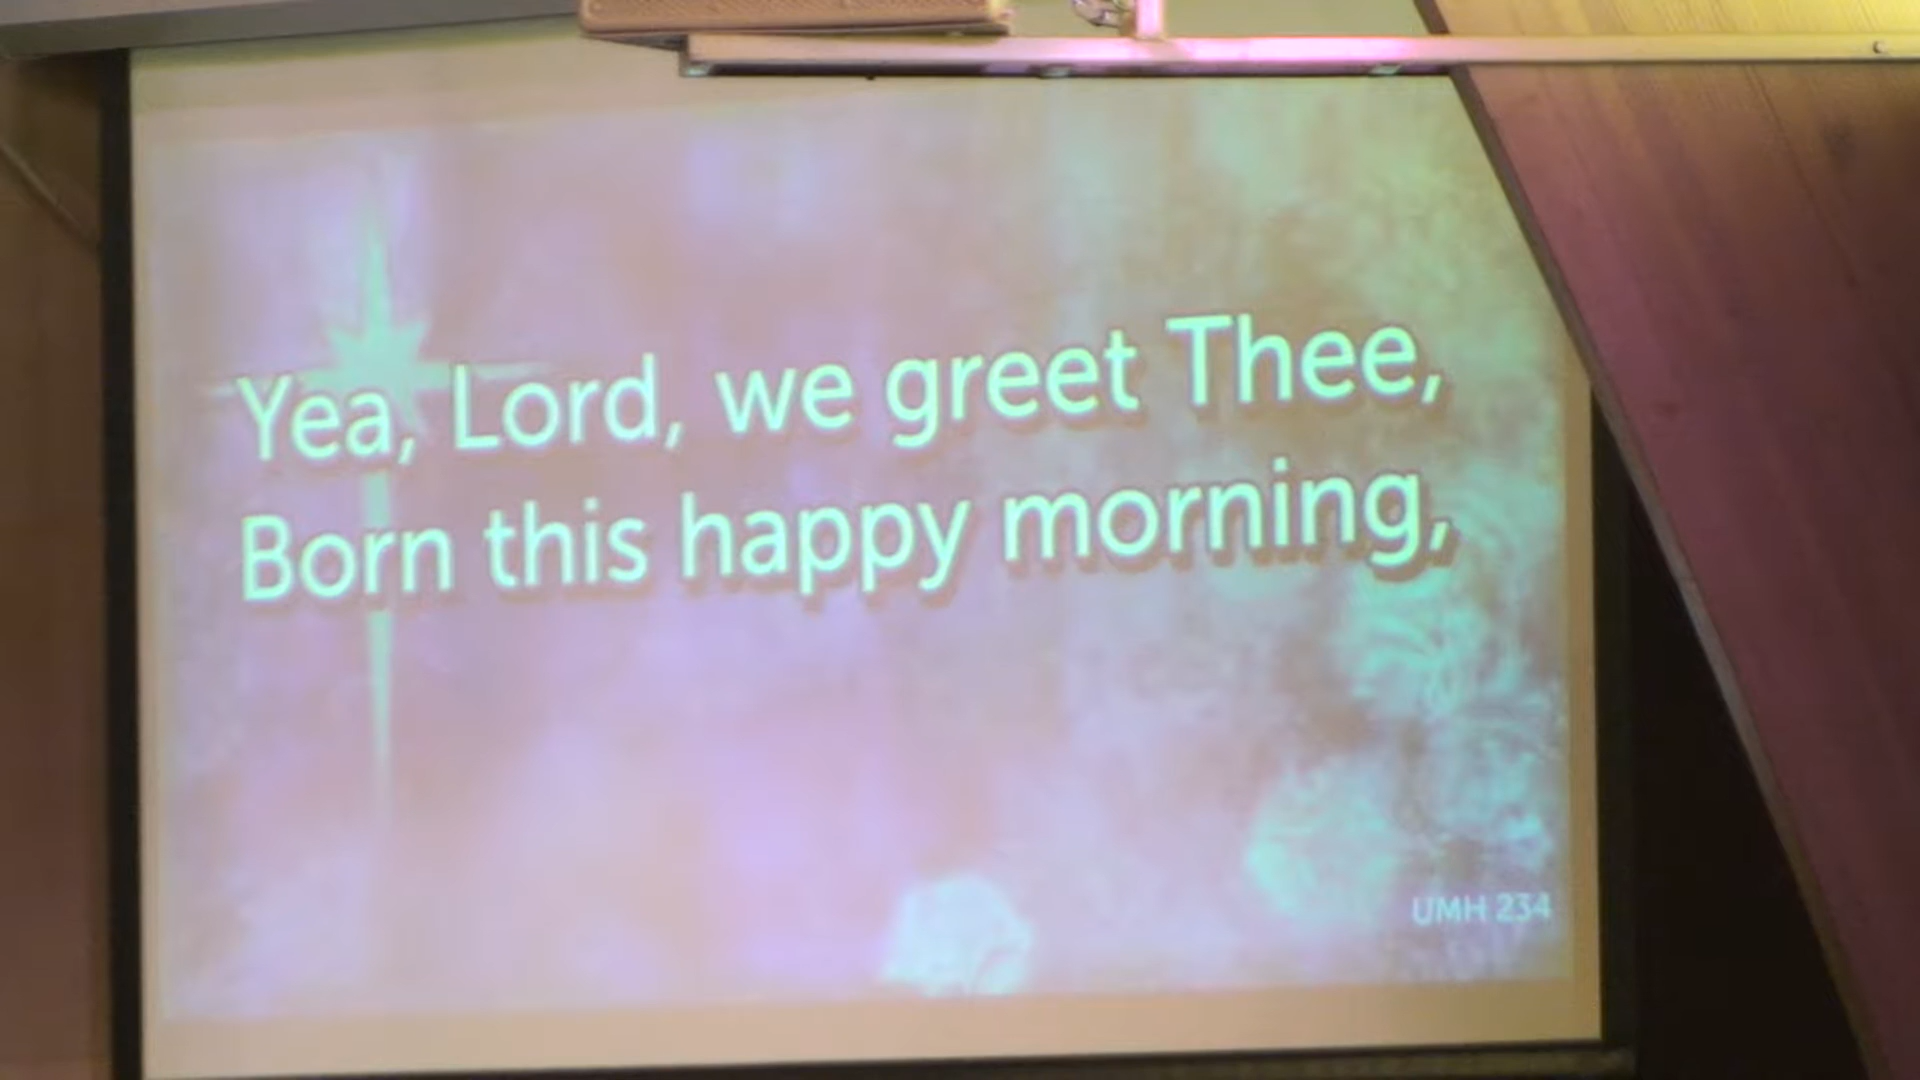 Yea, Lord, we greet Thee,
Born this happy morning,
UMH 234